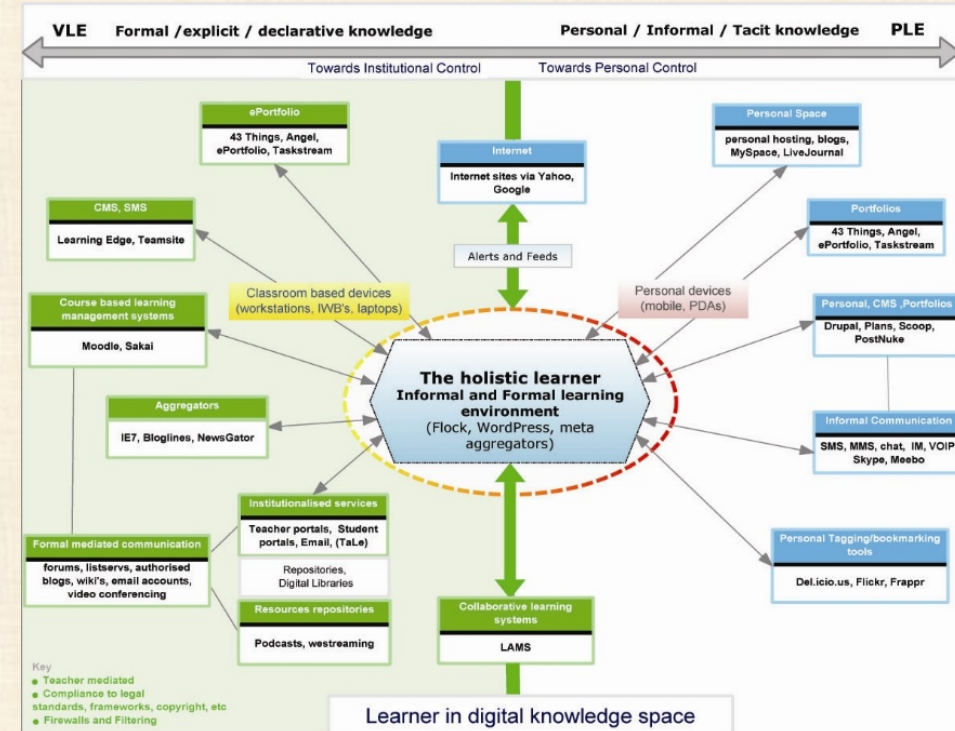 VLE Formal /explicit / declarative knowledge Personal / Informal / Tacit knowledge PLE
Towards Institutional Control Towards Personal Control
ePortfolio
43 Things, Angel,
ePortfolio, Taskstream
Internet
Internet sites via Yahoo,
Google
Personal Space
personal hosting, blogs,
MySpace, LiveJournal
CMS, SMS
Learning Edge, Teamsite
Portfolios
43 Things, Angel,
ePortfolio, Taskstream
Alerts and Feeds
Classroom based devices
(workstations, IWB's, laptops)
Personal devices
(mobile, PDAs)
Course based learning
management systems
Moodle, Sakai
Personal, CMS ,Portfolios
Drupal, Plans, Scoop,
PostNuke
The holistic learner
Informal and Formal learning
environment
(Flock, WordPress, meta
aggregators)
Aggregators
IE7, Bloglines, NewsGator
Informal Communication
SMS, MMS, chat, IM, VOIP
Skype, Meebo
Institutionalised services
Teacher portals, Student
portals, Email, (TaLe)
Repositories,
Digital Libraries
Formal mediated communication
forums, listservs, authorised
blogs, wiki's, email accounts,
video conferencing
Personal Tagging/bookmarking
tools
Del.icio.us, Flickr, Frappr
Resources repositories
Podcasts, westreaming
Collaborative learning
systems
LAMS
Key
Teacher mediated
Compliance to legal
standards, frameworks, copyright, etc
Firewalls and Filtering
Learner in digital knowledge space